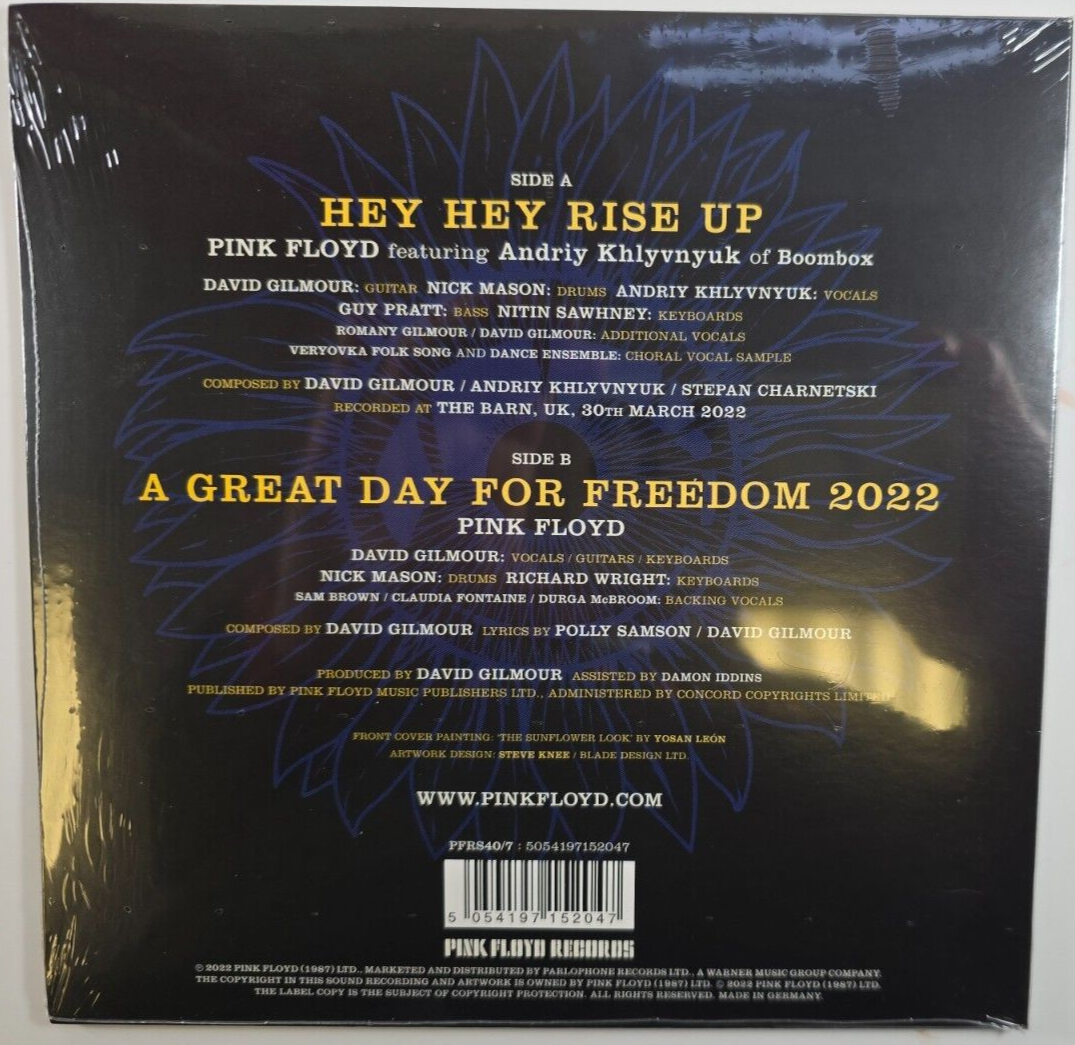 SIDE A
HEY HEY RISE UP
PINK FLOYD featuring Andriy Khlyvnyuk of Boombox
DAVID GILMOUR: GUITAR NICK MASON: DRUMS ANDRIY KHLYVNYUK: VOCALS
GUY PRATT: BASS NITIN SAWHNEY: KEYBOARDS
ROMANY GILMOUR / DAVID GILMOUR: ADDITIONAL VOCALS
VERYOVKA FOLK SONG AND DANCE ENSEMBLE: CHORAL VOCAL SAMPLE
COMPOSED BY DAVID GILMOUR / ANDRIY KHLYVNYUK / STEPAN CHARNETSKI
RECORDED AT THE BARN, UK, 30TH MARCH 2022
SIDE B
A GREAT DAY FOR FREEDOM 2022
PINK FLOYD
DAVID GILMOUR: VOCALS / GUITARS / KEYBOARDS
NICK MASON: DRUMS RICHARD WRIGHT: KEYBOARDS
SAM BROWN / CLAUDIA FONTAINE / DURGA McBROOM: BACKING VOCALS
COMPOSED BY DAVID GILMOUR LYRICS BY POLLY SAMSON / DAVID GILMOUR
PRODUCED BY DAVID GILMOUR ASSISTED BY DAMON IDDINS
PUBLISHED BY PINK FLOYD MUSIC PUBLISHERS LTD., ADMINISTERED BY CONCORD COPYRIGHTS LIMITED
FRONT COVER PAINTING: 'THE SUNFLOWER LOOK' BY YOSAN LEÓN
ARTWORK DESIGN: STEVE KNEE / BLADE DESIGN LTD.
WWW.PINKFLOYD.COM
PFRS40/7 : 5054197152047
5 054197 152047
PINK FLOYD RECORDS
℗ 2022 PINK FLOYD (1987) LTD., MARKETED AND DISTRIBUTED BY PARLOPHONE RECORDS LTD., A WARNER MUSIC GROUP COMPANY.
THE COPYRIGHT IN THIS SOUND RECORDING AND ARTWORK IS OWNED BY PINK FLOYD (1987) LTD. © 2022 PINK FLOYD (1987) LTD.
THE LABEL COPY IS THE SUBJECT OF COPYRIGHT PROTECTION. ALL RIGHTS RESERVED. MADE IN GERMANY.